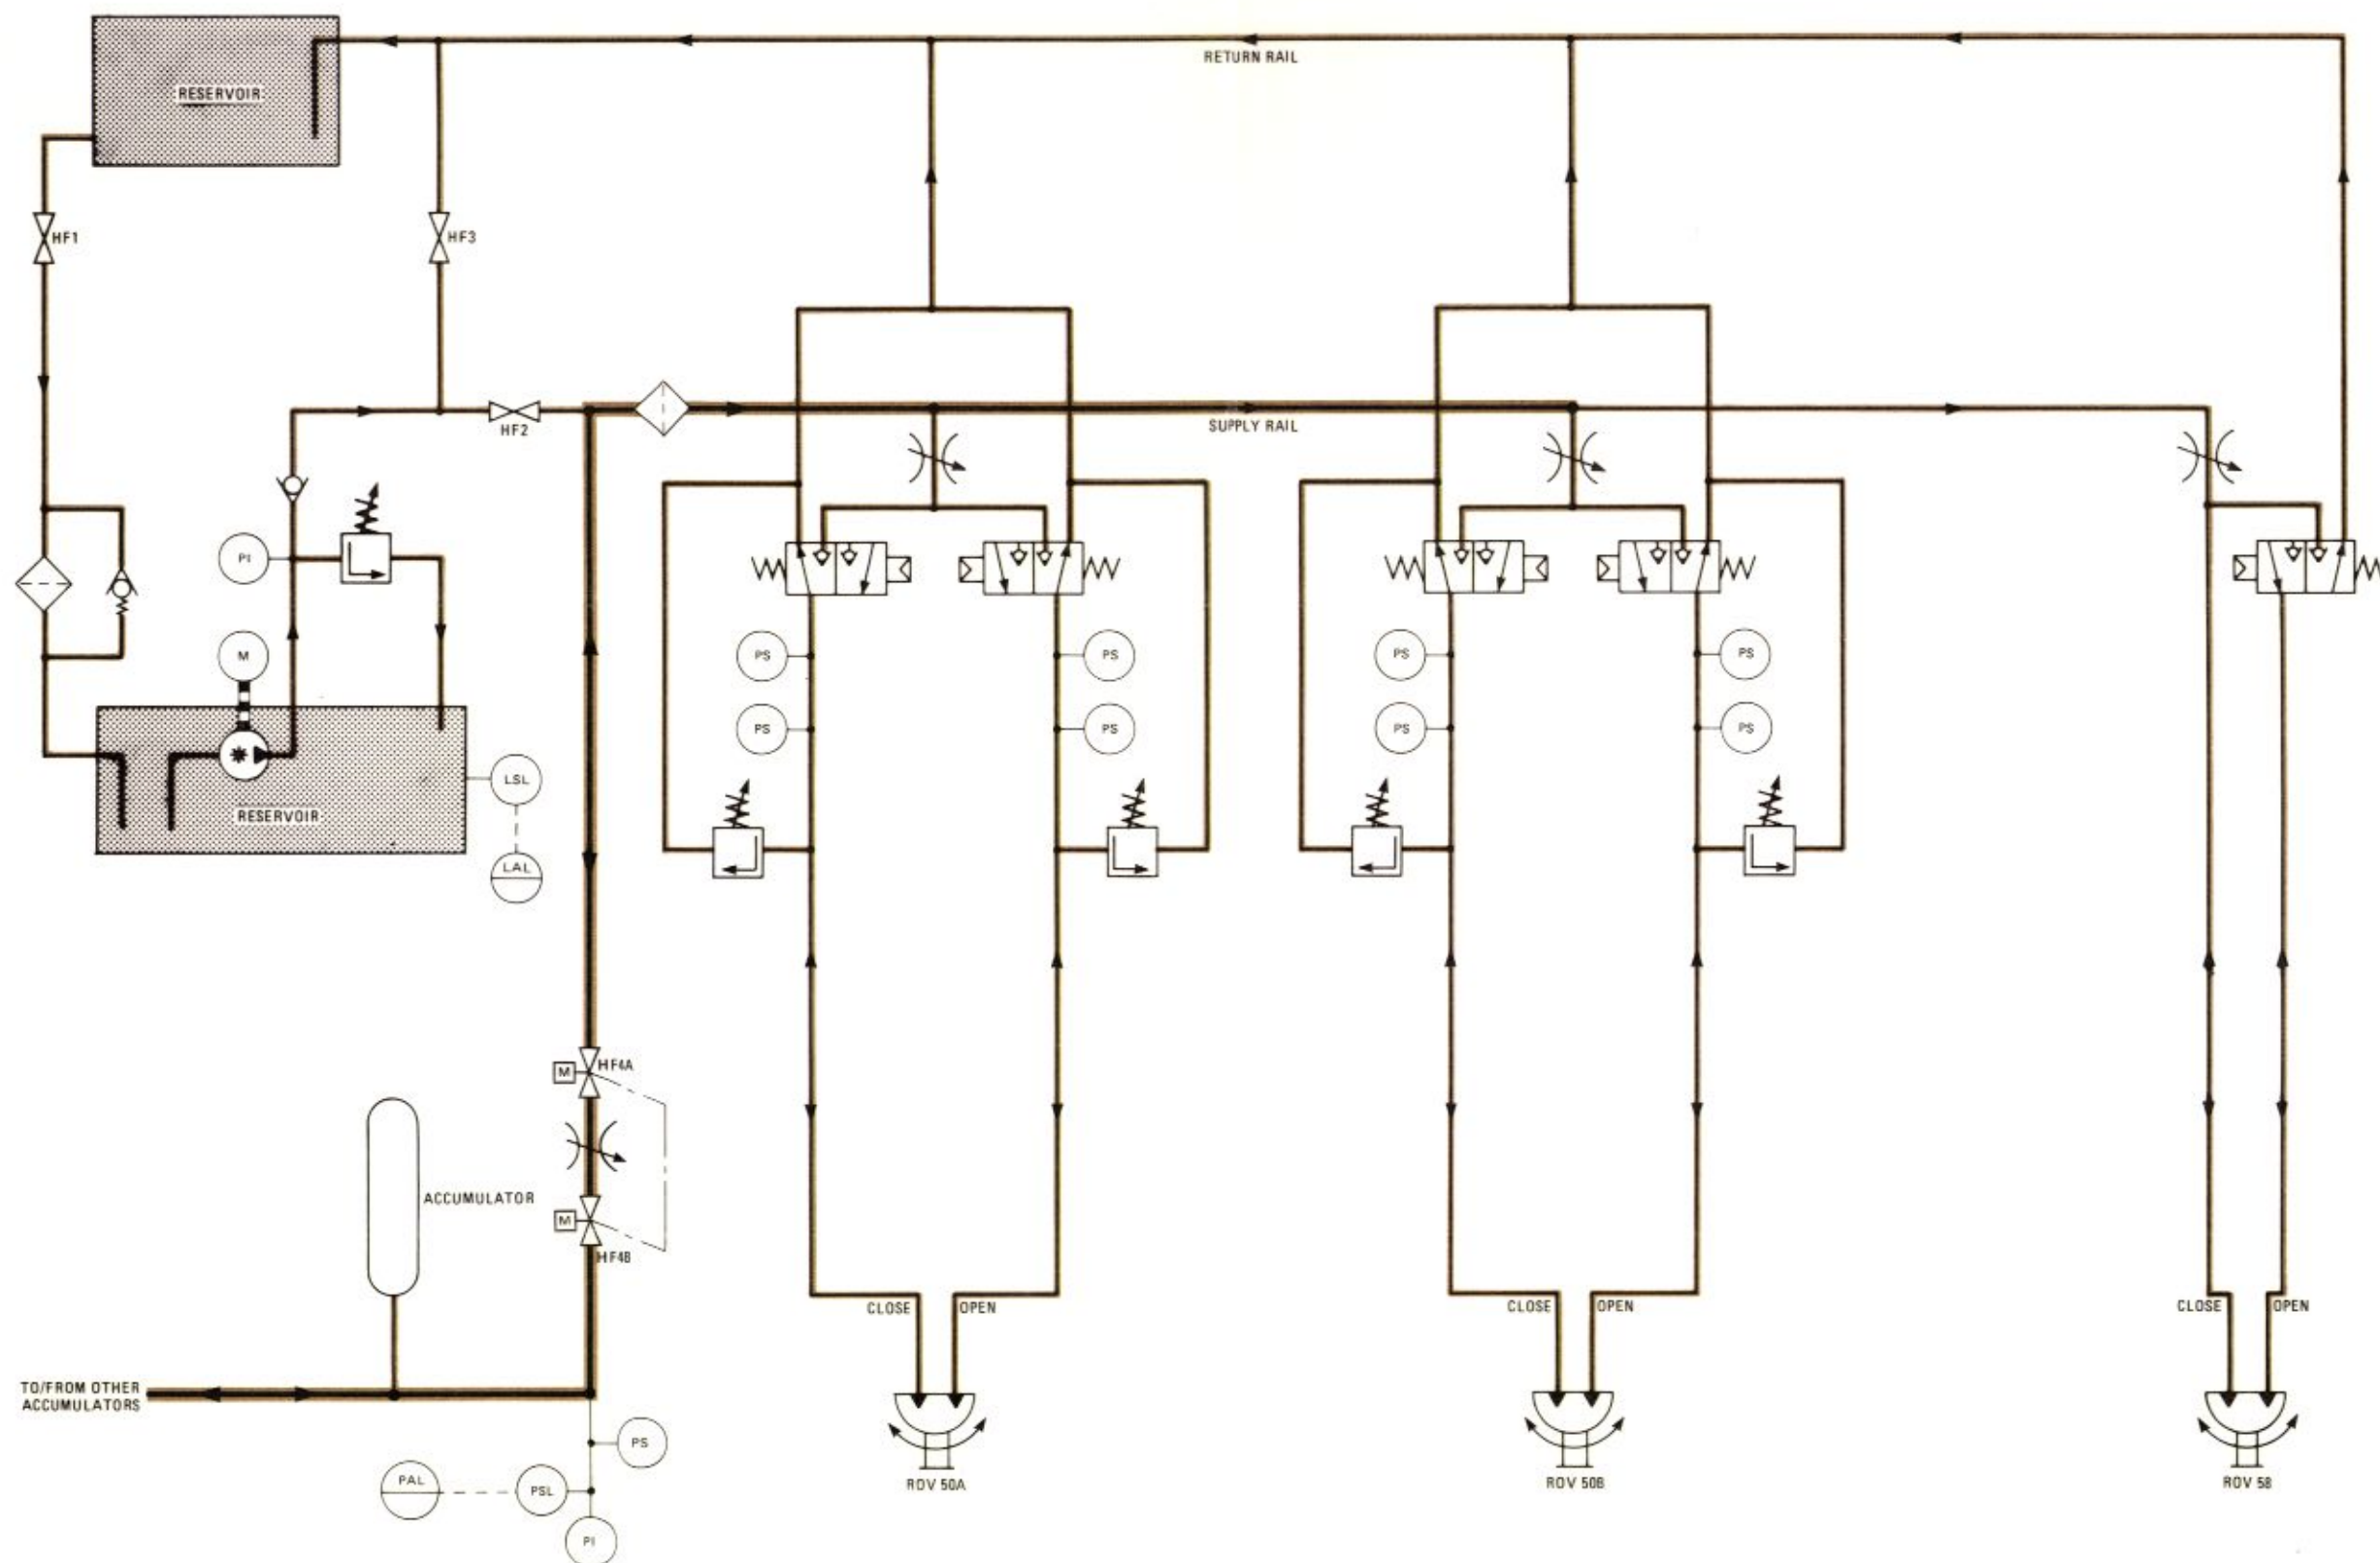 RETURN RAIL
RESERVOIR
HF1
HF3
HF2
SUPPLY RAIL
PI
M
PS
PS
PS
PS
PS
PS
PS
PS
LSL
RESERVOIR
LAL
HF4A
M
ACCUMULATOR
M
HF4B
CLOSE
OPEN
CLOSE
OPEN
CLOSE
OPEN
TO/FROM OTHER
ACCUMULATORS
PS
PAL
PSL
PI
ROV 50A
ROV 50B
ROV 58